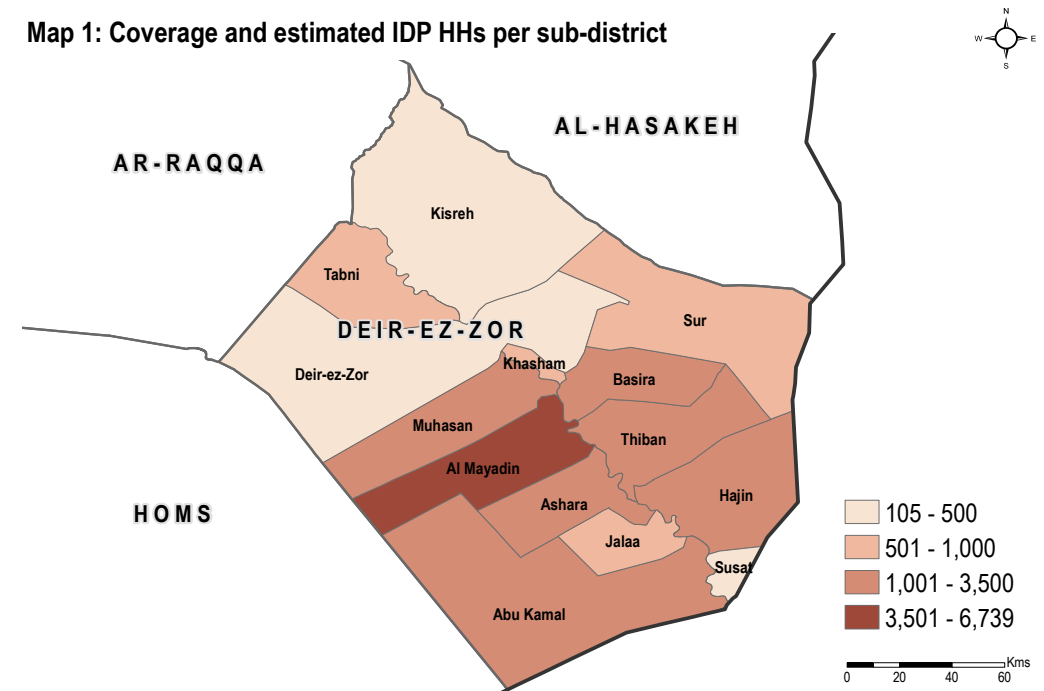 Map 1: Coverage and estimated IDP HHs per sub-district
N
W E
S
AL-HASAKEH
AR-RAQQA
Kisreh
Tabni
Sur
DEIR-EZ-ZOR
Khasham
Deir-ez-Zor
Basira
Muhasan
Thiban
Al Mayadin
Hajin
Ashara
HOMS
Jalaa
Susat
Abu Kamal
105 - 500
501 - 1,000
1,001 - 3,500
3,501 - 6,739
Kms
0 20 40 60